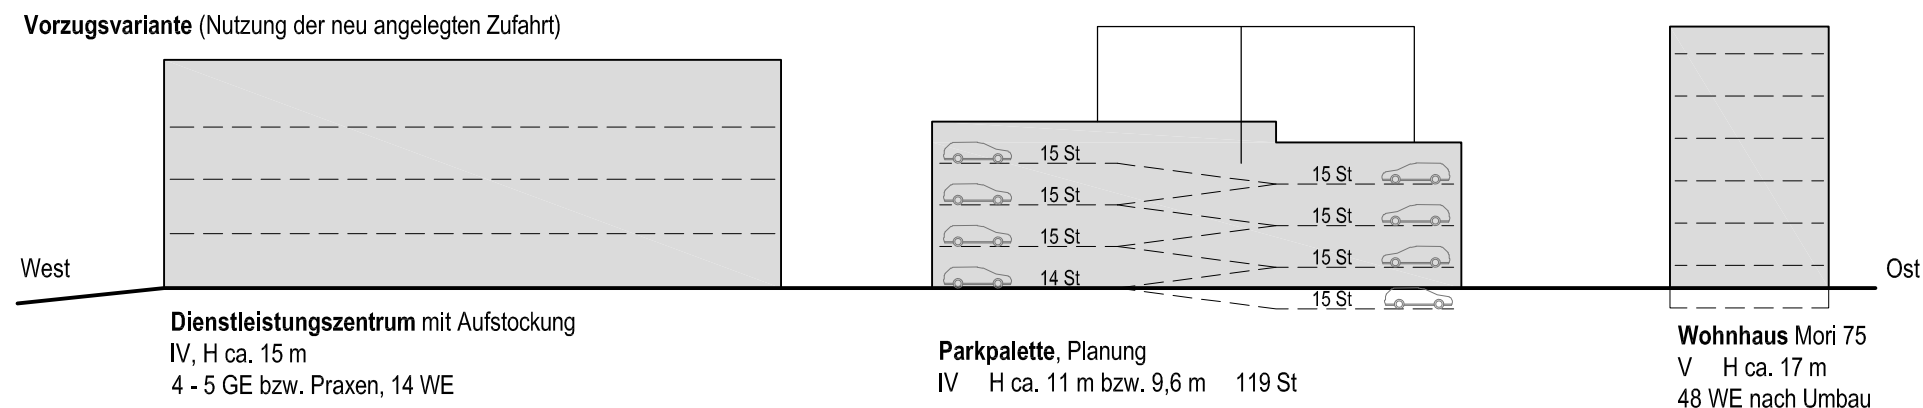 Vorzugsvariante (Nutzung der neu angelegten Zufahrt)
15 St
15 St
15 St
15 St
15 St
15 St
14 St
15 St
West
Ost
Dienstleistungszentrum mit Aufstockung
IV, H ca. 15 m
4 - 5 GE bzw. Praxen, 14 WE
Parkpalette, Planung
IV H ca. 11 m bzw. 9,6 m 119 St
Wohnhaus Mori 75
V H ca. 17 m
48 WE nach Umbau